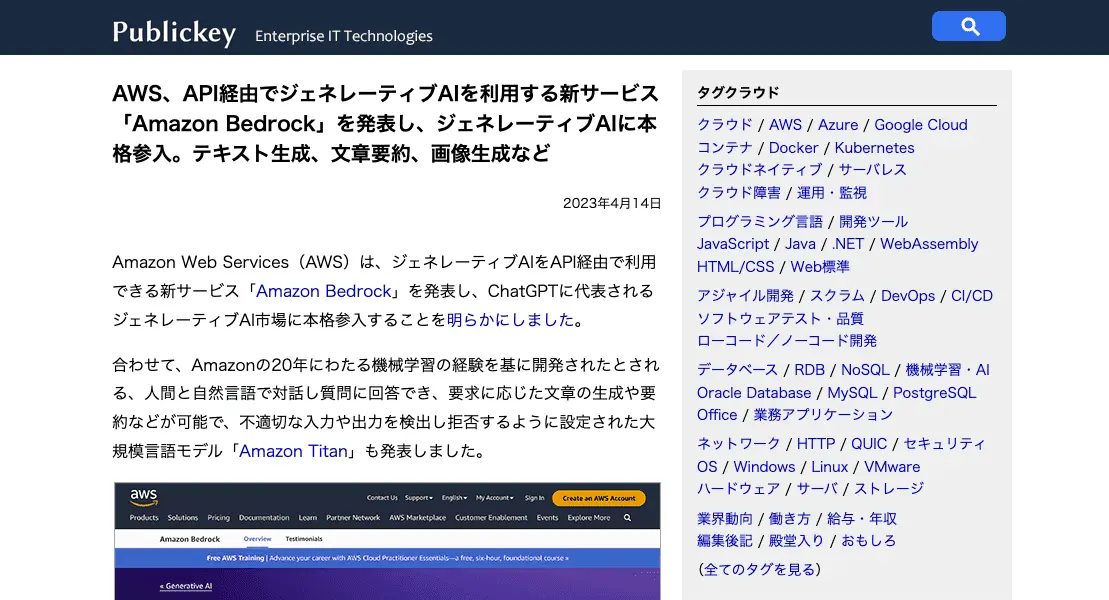 Publickey Enterprise IT Technologies
AWS、API経由でジェネレーティブAIを利用する新サービス
「Amazon Bedrock」を発表し、ジェネレーティブAIに本
格参入。テキスト生成、文章要約、画像生成など
2023年4月14日
Amazon Web Services（AWS）は、ジェネレーティブAIをAPI経由で利用
できる新サービス「Amazon Bedrock」を発表し、ChatGPTに代表される
ジェネレーティブAI市場に本格参入することを明らかにしました。
合わせて、Amazonの20年にわたる機械学習の経験を基に開発されたとされ
る、人間と自然言語で対話し質問に回答でき、要求に応じた文章の生成や要
約などが可能で、不適切な入力や出力を検出し拒否するように設定された大
規模言語モデル「Amazon Titan」も発表しました。
aws
Contact Us Support English My Account Sign In Create an AWS Account
Products Solutions Pricing Documentation Learn Partner Network AWS Marketplace Customer Enablement Events Explore More
Amazon Bedrock Overview Testimonials
Free AWS Training | Advance your career with AWS Cloud Practitioner Essentials—a free, six-hour, foundational course »
« Generative AI
タグクラウド
クラウド / AWS / Azure / Google Cloud
コンテナ / Docker / Kubernetes
クラウドネイティブ / サーバレス
クラウド障害 / 運用・監視
プログラミング言語 / 開発ツール
JavaScript / Java / .NET / WebAssembly
HTML/CSS / Web標準
アジャイル開発 / スクラム / DevOps / CI/CD
ソフトウェアテスト・品質
ローコード／ノーコード開発
データベース / RDB / NoSQL / 機械学習・AI
Oracle Database / MySQL / PostgreSQL
Office / 業務アプリケーション
ネットワーク / HTTP / QUIC / セキュリティ
OS / Windows / Linux / VMware
ハードウェア / サーバ / ストレージ
業界動向 / 働き方 / 給与・年収
編集後記 / 殿堂入り / おもしろ
（全てのタグを見る）